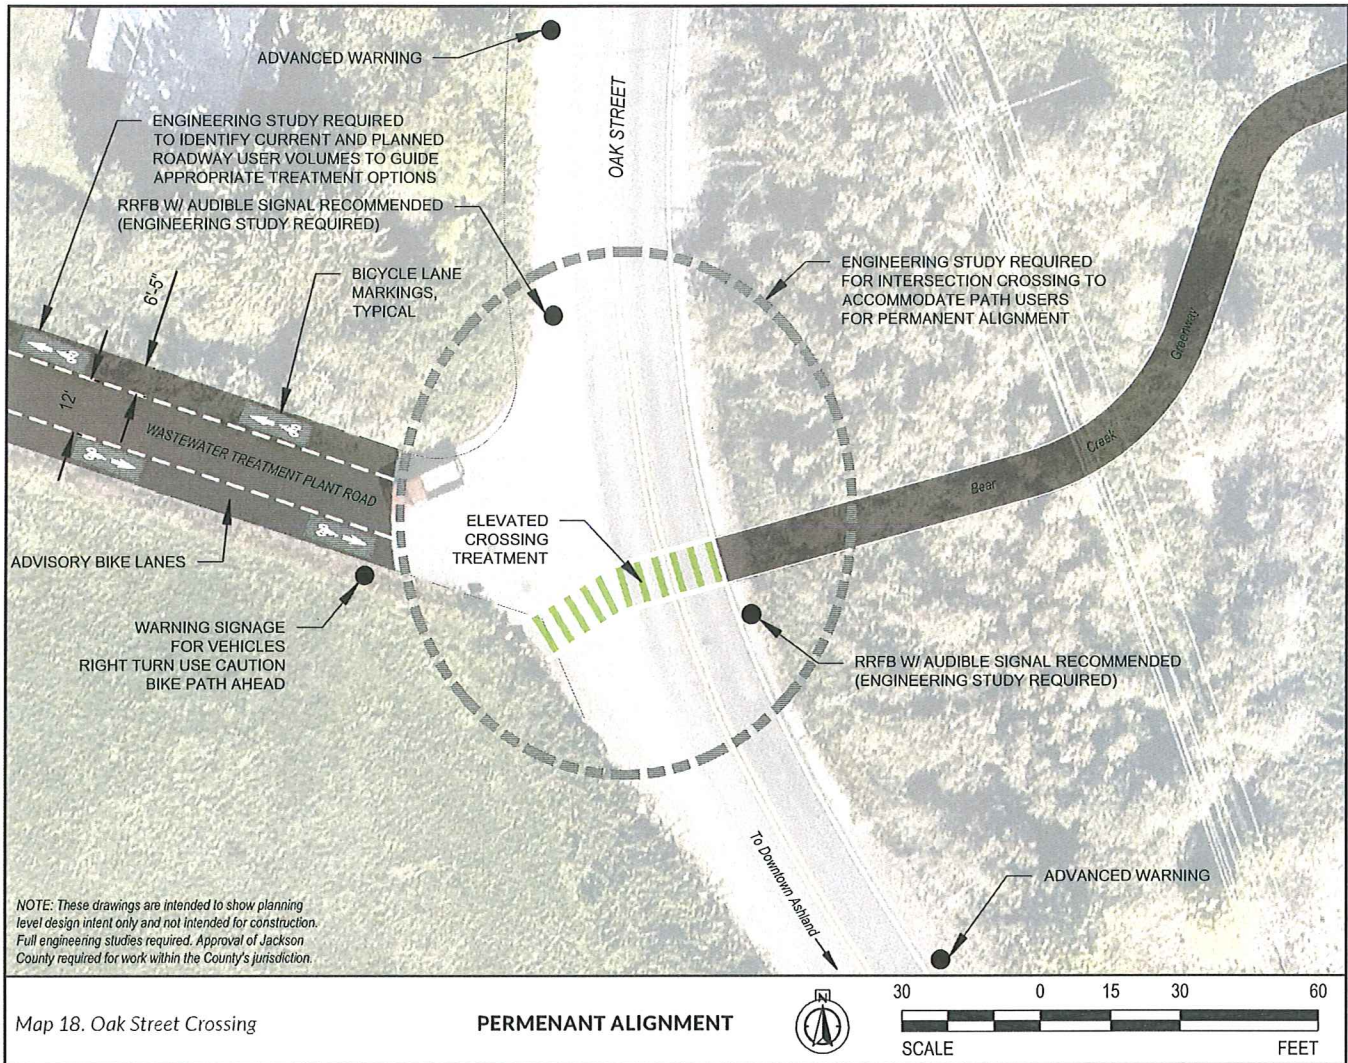 ADVANCED WARNING
OAK STREET
ENGINEERING STUDY REQUIRED
TO IDENTIFY CURRENT AND PLANNED
ROADWAY USER VOLUMES TO GUIDE
APPROPRIATE TREATMENT OPTIONS
RRFB W/ AUDIBLE SIGNAL RECOMMENDED
(ENGINEERING STUDY REQUIRED)
BICYCLE LANE
MARKINGS,
TYPICAL
6'-5"
12'
ENGINEERING STUDY REQUIRED
FOR INTERSECTION CROSSING TO
ACCOMMODATE PATH USERS
FOR PERMANENT ALIGNMENT
WASTEWATER TREATMENT PLANT ROAD
Bear Creek Greenway
ELEVATED
CROSSING
TREATMENT
ADVISORY BIKE LANES
WARNING SIGNAGE
FOR VEHICLES
RIGHT TURN USE CAUTION
BIKE PATH AHEAD
RRFB W/ AUDIBLE SIGNAL RECOMMENDED
(ENGINEERING STUDY REQUIRED)
To Downtown Ashland
ADVANCED WARNING
NOTE: These drawings are intended to show planning
level design intent only and not intended for construction.
Full engineering studies required. Approval of Jackson
County required for work within the County's jurisdiction.
Map 18. Oak Street Crossing
PERMENANT ALIGNMENT
N
30 0 15 30 60
SCALE FEET